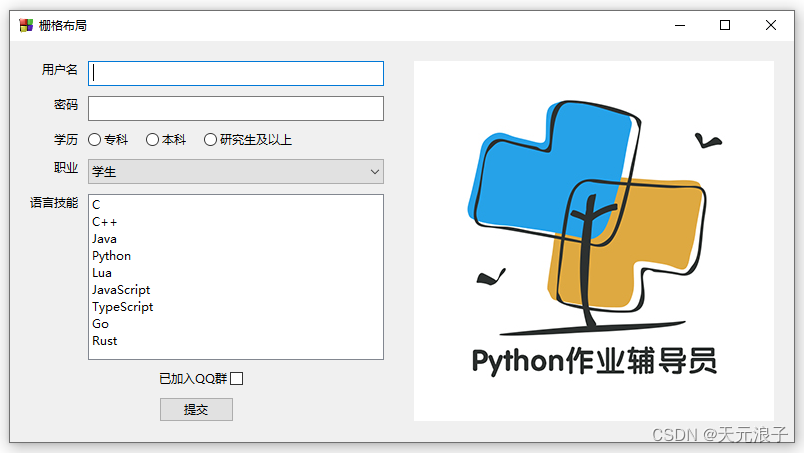 栅格布局
用户名
密码
学历 专科 本科 研究生及以上
职业 学生
语言技能
C
C++
Java
Python
Lua
JavaScript
TypeScript
Go
Rust
已加入QQ群
提交
Python作业辅导员
CSDN @天元浪子